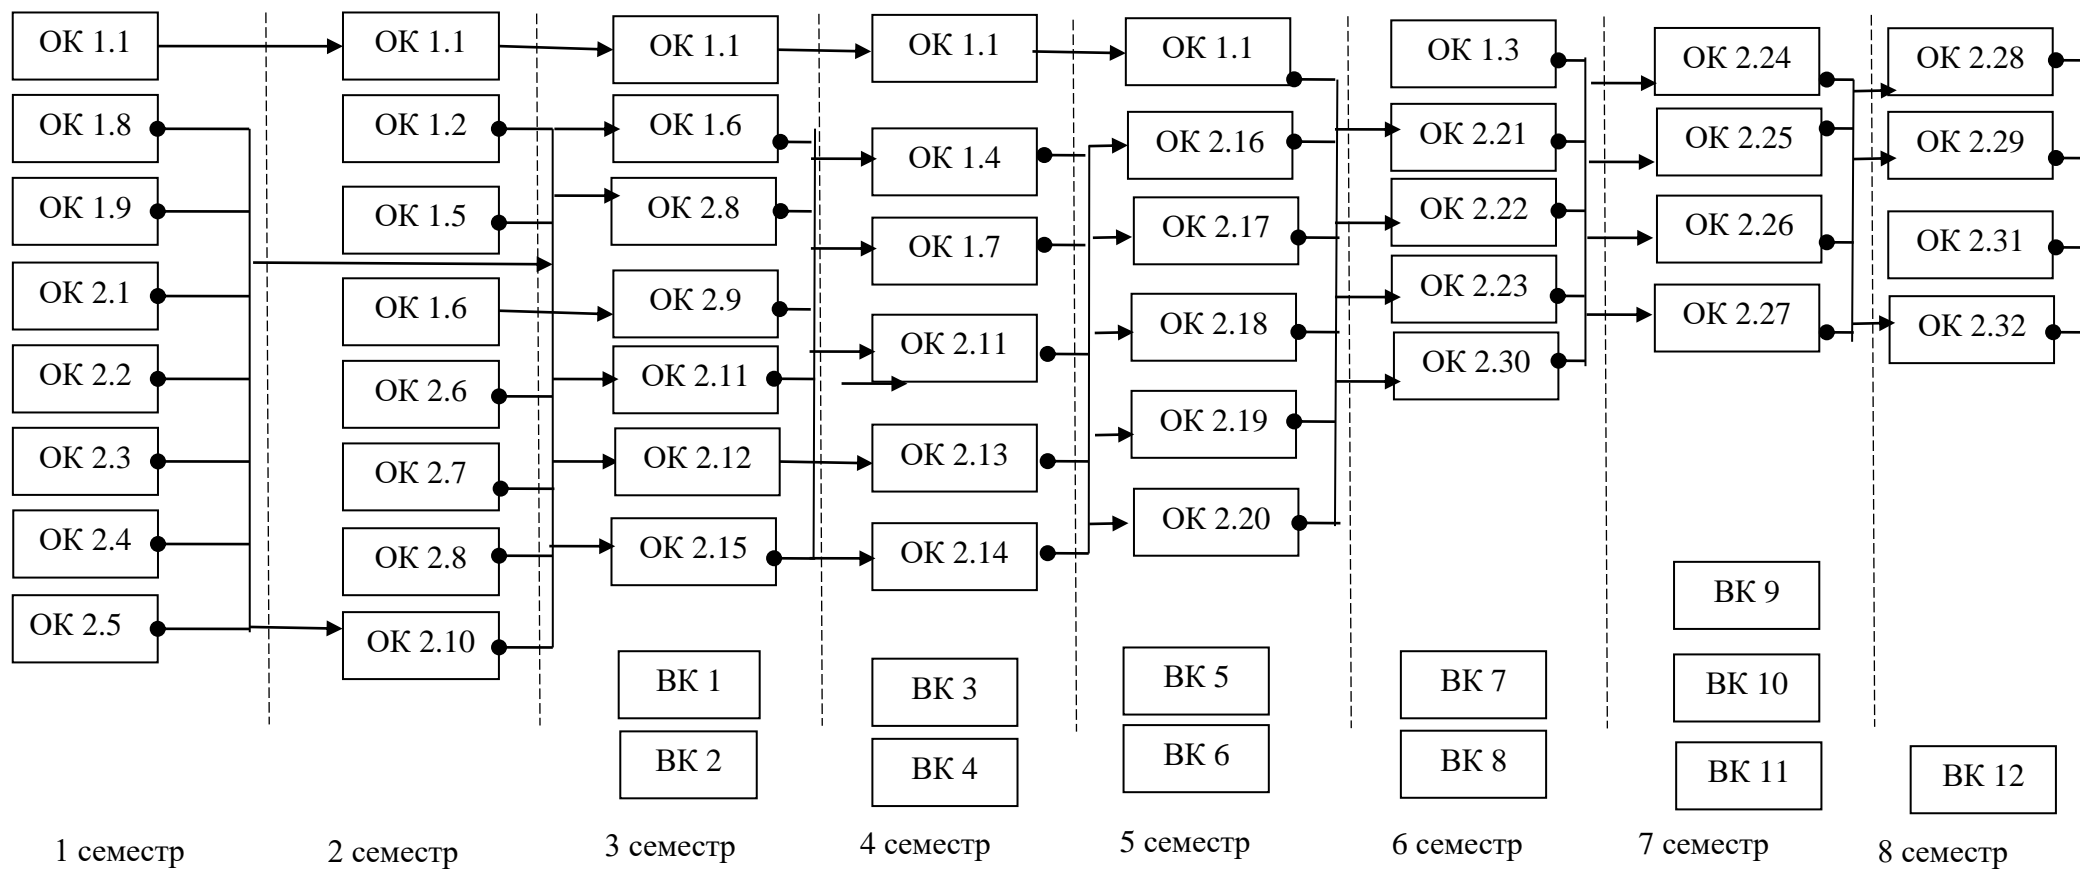 ОК 1.1
ОК 1.8
ОК 1.9
ОК 2.1
ОК 2.2
ОК 2.3
ОК 2.4
ОК 2.5
1 семестр
ОК 1.1
ОК 1.2
ОК 1.5
ОК 1.6
ОК 2.6
ОК 2.7
ОК 2.8
ОК 2.10
2 семестр
ОК 1.1
ОК 1.6
ОК 2.8
ОК 2.9
ОК 2.11
ОК 2.12
ОК 2.15
ВК 1
ВК 2
3 семестр
ОК 1.1
ОК 1.4
ОК 1.7
ОК 2.11
ОК 2.13
ОК 2.14
ВК 3
ВК 4
4 семестр
ОК 1.1
ОК 2.16
ОК 2.17
ОК 2.18
ОК 2.19
ОК 2.20
ВК 5
ВК 6
5 семестр
ОК 1.3
ОК 2.21
ОК 2.22
ОК 2.23
ОК 2.30
ВК 7
ВК 8
6 семестр
ОК 2.24
ОК 2.25
ОК 2.26
ОК 2.27
ВК 9
ВК 10
ВК 11
7 семестр
ОК 2.28
ОК 2.29
ОК 2.31
ОК 2.32
ВК 12
8 семестр